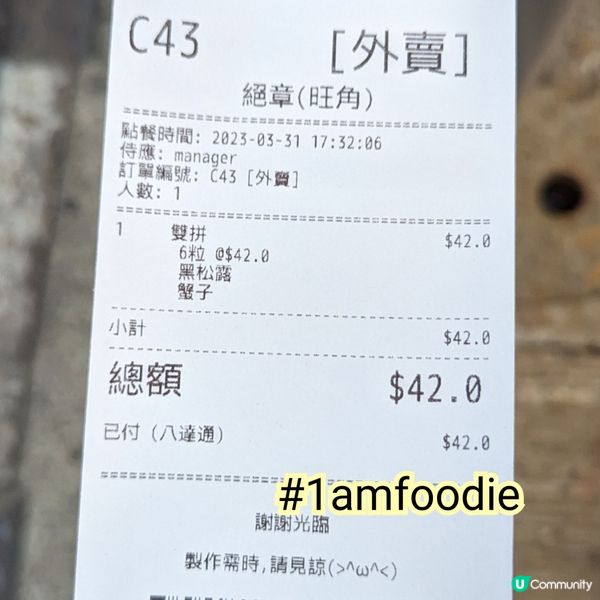 C43 [外賣]
絕章(旺角)
點餐時間: 2023-03-31 17:32:06
侍應: manager
訂單編號: C43 [外賣]
人數: 1
1 雙拼 $42.0
6粒 @$42.0
黑松露
蟹子
小計 $42.0
總額 $42.0
已付 (八達通) $42.0
#1amfoodie
謝謝光臨
製作需時,請見諒(>^ω^<)
U Community